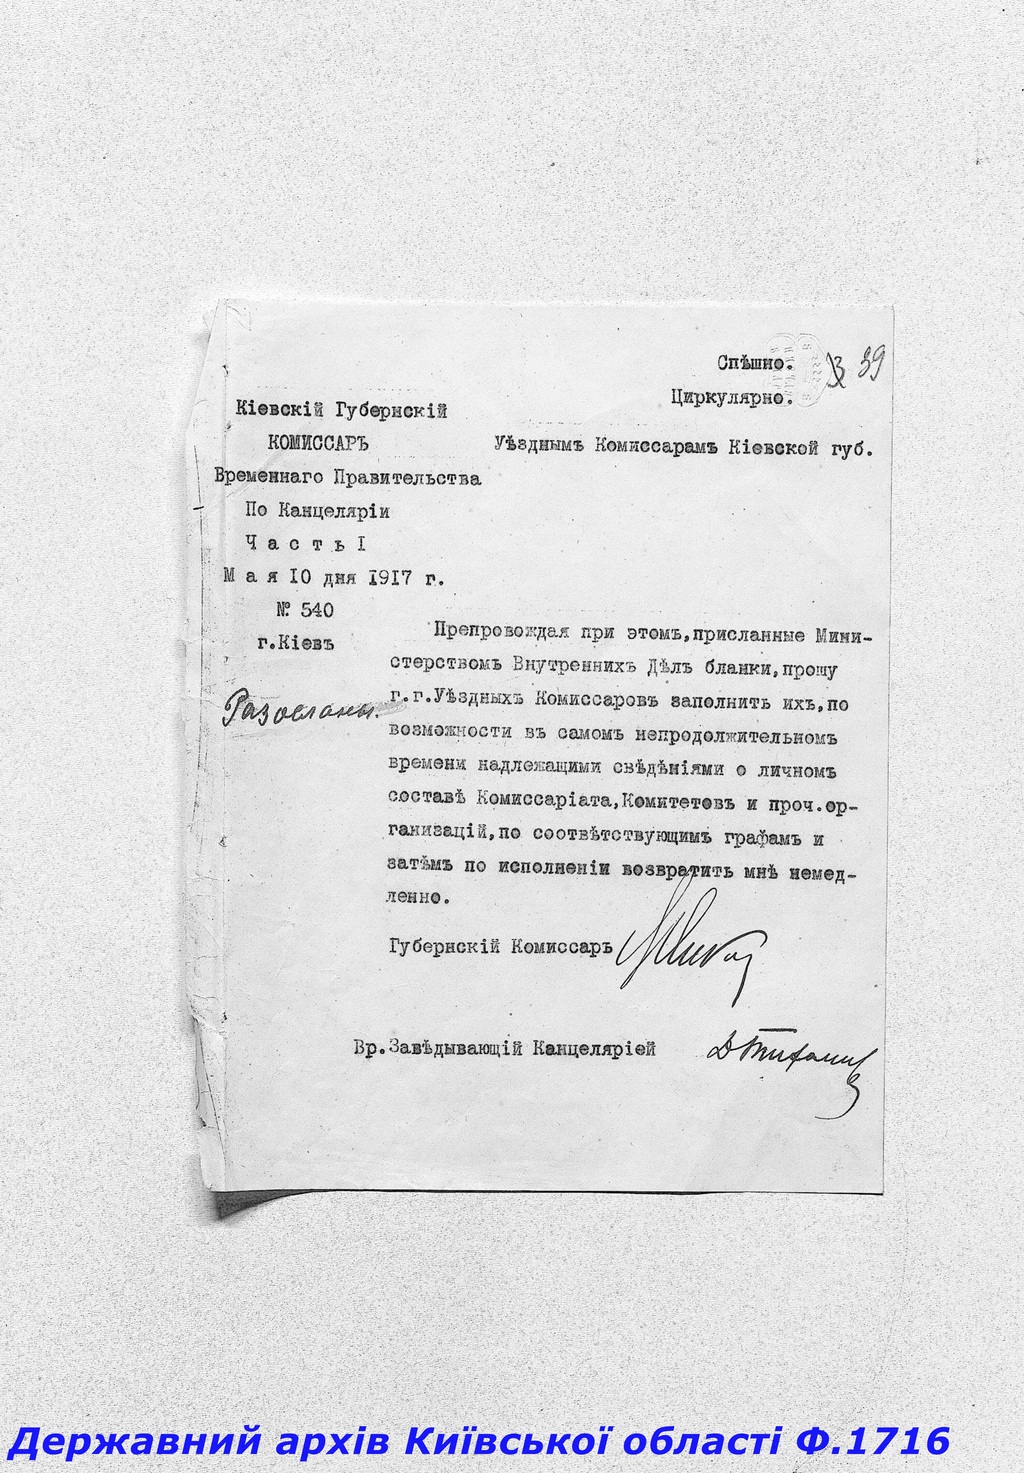 Спѣшно.
39
Циркулярно.
Кіевскій Губернскій
КОМИССАРЪ
Уѣзднымъ Комиссарамъ Кіевской губ.
Временнаго Правительства
По Канцеляріи
Часть I
Мая 10 дня 1917 г.
№ 540
г.Кіевъ
Разосланы.
Препровождая при этомъ,присланные Мини-
стерствомъ Внутреннихъ Дѣлъ бланки,прошу
г.г.Уѣздныхъ Комиссаровъ заполнить ихъ,по
возможности въ самомъ непродолжительномъ
времени надлежащими свѣдѣніями о личномъ
составѣ Комиссаріата,Комитетовъ и проч.ор-
ганизацій,по соотвѣтствующимъ графамъ и
затѣмъ по исполненіи возвратить мнѣ немед-
ленно.
Губернскій Комиссаръ
Вр.Завѣдывающій Канцеляріей
Державний архів Київської області Ф.1716